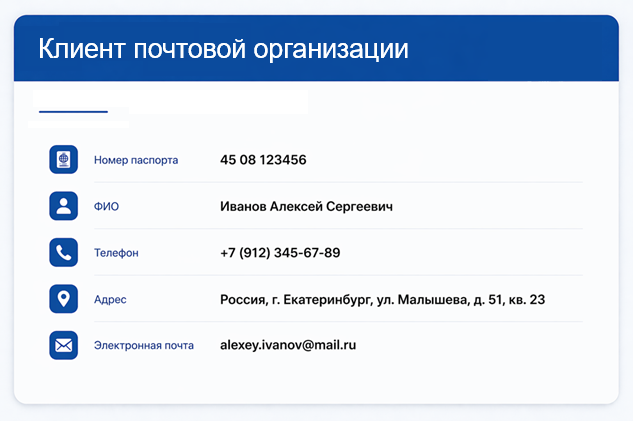 Клиент почтовой организации
Номер паспорта 45 08 123456
ФИО Иванов Алексей Сергеевич
Телефон +7 (912) 345-67-89
Адрес Россия, г. Екатеринбург, ул. Малышева, д. 51, кв. 23
Электронная почта alexey.ivanov@mail.ru